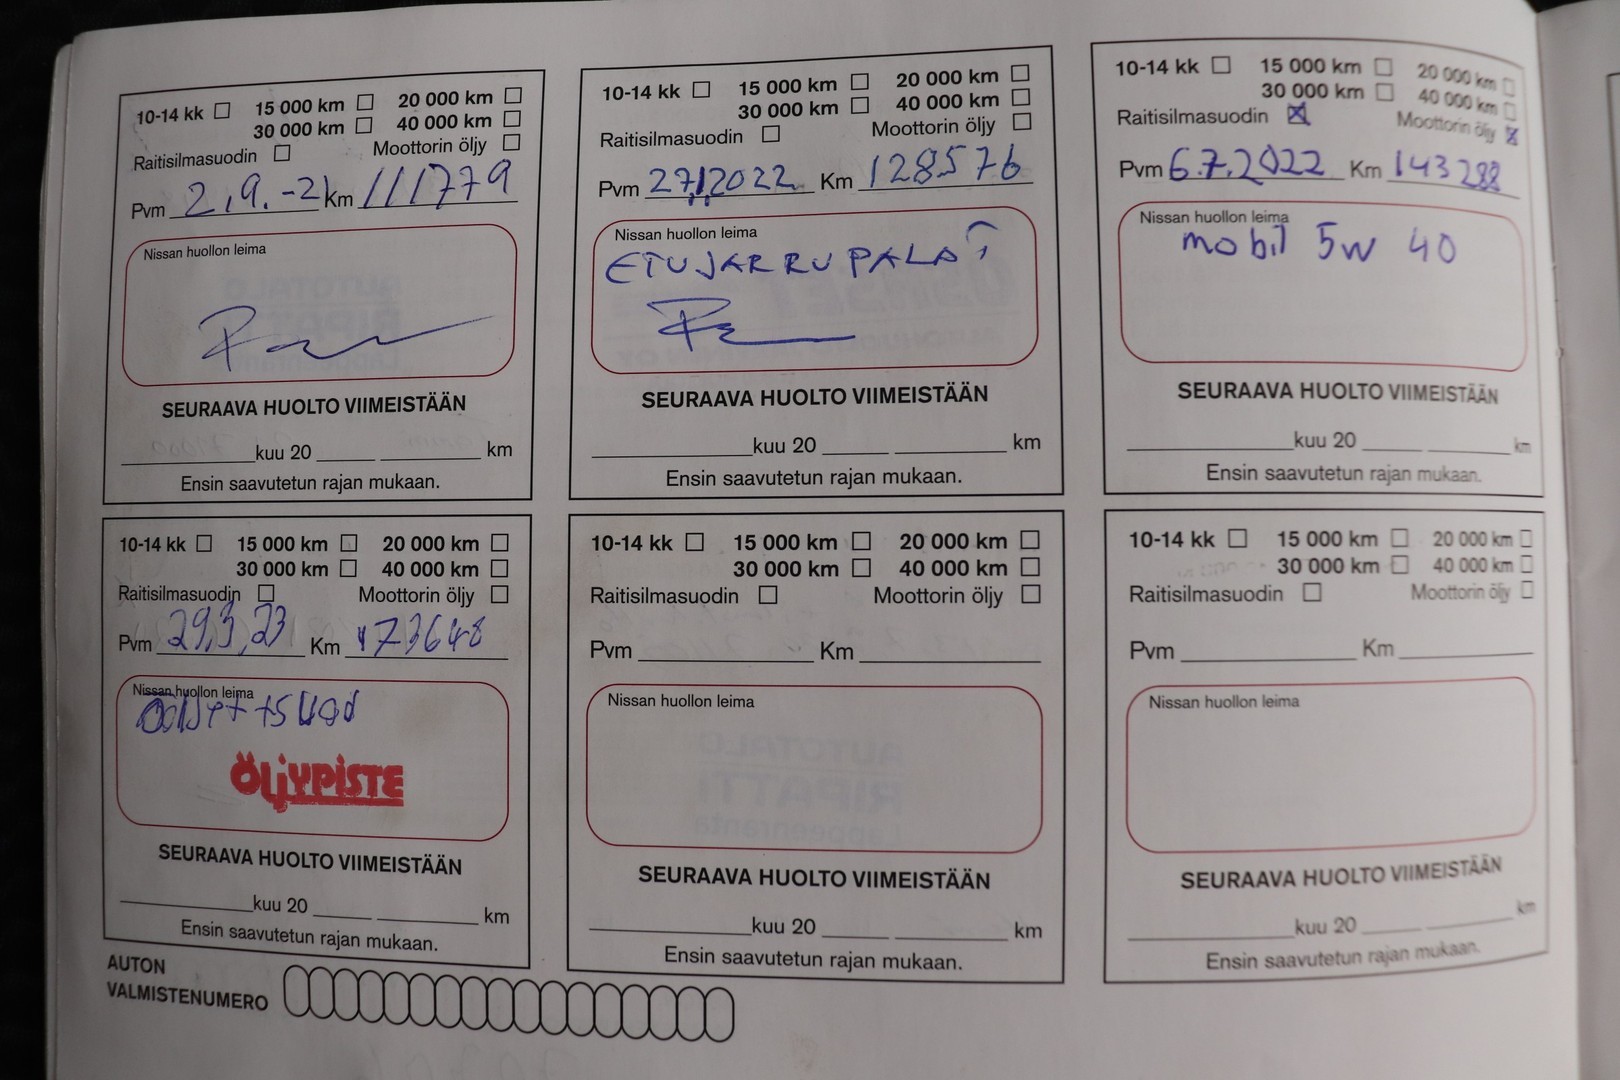 10-14 kk 15 000 km 20 000 km
30 000 km 40 000 km
Raitisilmasuodin Moottorin öljy
Pvm 2.9.-21 Km 111779
Nissan huollon leima
SEURAAVA HUOLTO VIIMEISTÄÄN
kuu 20 km
Ensin saavutetun rajan mukaan.
10-14 kk 15 000 km 20 000 km
30 000 km 40 000 km
Raitisilmasuodin Moottorin öljy
Pvm 27.1.2022 Km 128576
Nissan huollon leima
ETUJARRUPALAT
SEURAAVA HUOLTO VIIMEISTÄÄN
kuu 20 km
Ensin saavutetun rajan mukaan.
10-14 kk 15 000 km 20 000 km
30 000 km 40 000 km
Raitisilmasuodin Moottorin öljy
Pvm 6.7.2022 Km 143288
Nissan huollon leima
mobil 5w 40
SEURAAVA HUOLTO VIIMEISTÄÄN
kuu 20 km
Ensin saavutetun rajan mukaan.
10-14 kk 15 000 km 20 000 km
30 000 km 40 000 km
Raitisilmasuodin Moottorin öljy
Pvm 29.3.23 Km 173648
Nissan huollon leima
ÖLJYPISTE
SEURAAVA HUOLTO VIIMEISTÄÄN
kuu 20 km
Ensin saavutetun rajan mukaan.
10-14 kk 15 000 km 20 000 km
30 000 km 40 000 km
Raitisilmasuodin Moottorin öljy
Pvm Km
Nissan huollon leima
SEURAAVA HUOLTO VIIMEISTÄÄN
kuu 20 km
Ensin saavutetun rajan mukaan.
10-14 kk 15 000 km 20 000 km
30 000 km 40 000 km
Raitisilmasuodin Moottorin öljy
Pvm Km
Nissan huollon leima
SEURAAVA HUOLTO VIIMEISTÄÄN
kuu 20 km
Ensin saavutetun rajan mukaan.
AUTON
VALMISTENUMERO